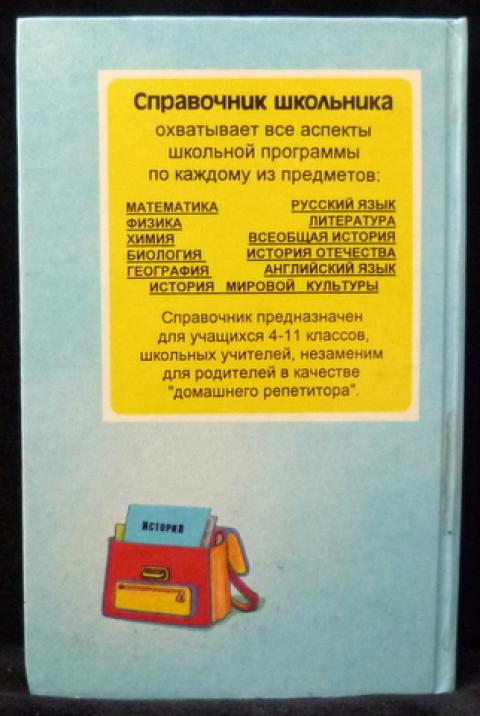 Справочник школьника
охватывает все аспекты
школьной программы
по каждому из предметов:
МАТЕМАТИКА РУССКИЙ ЯЗЫК
ФИЗИКА ЛИТЕРАТУРА
ХИМИЯ ВСЕОБЩАЯ ИСТОРИЯ
БИОЛОГИЯ ИСТОРИЯ ОТЕЧЕСТВА
ГЕОГРАФИЯ АНГЛИЙСКИЙ ЯЗЫК
ИСТОРИЯ МИРОВОЙ КУЛЬТУРЫ
Справочник предназначен
для учащихся 4-11 классов,
школьных учителей, незаменим
для родителей в качестве
"домашнего репетитора".
История